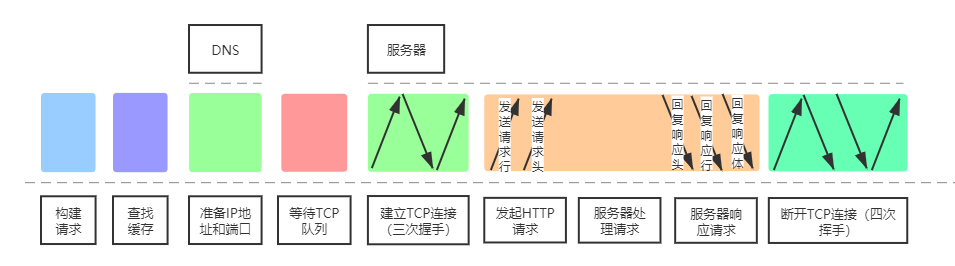 DNS
服务器
发送请求行
发送请求头
回复响应头
回复响应行
回复响应体
构建
请求
查找
缓存
准备IP地
址和端口
等待TCP
队列
建立TCP连接
（三次握手）
发起HTTP
请求
服务器处
理请求
服务器响
应请求
断开TCP连接（四次
挥手）